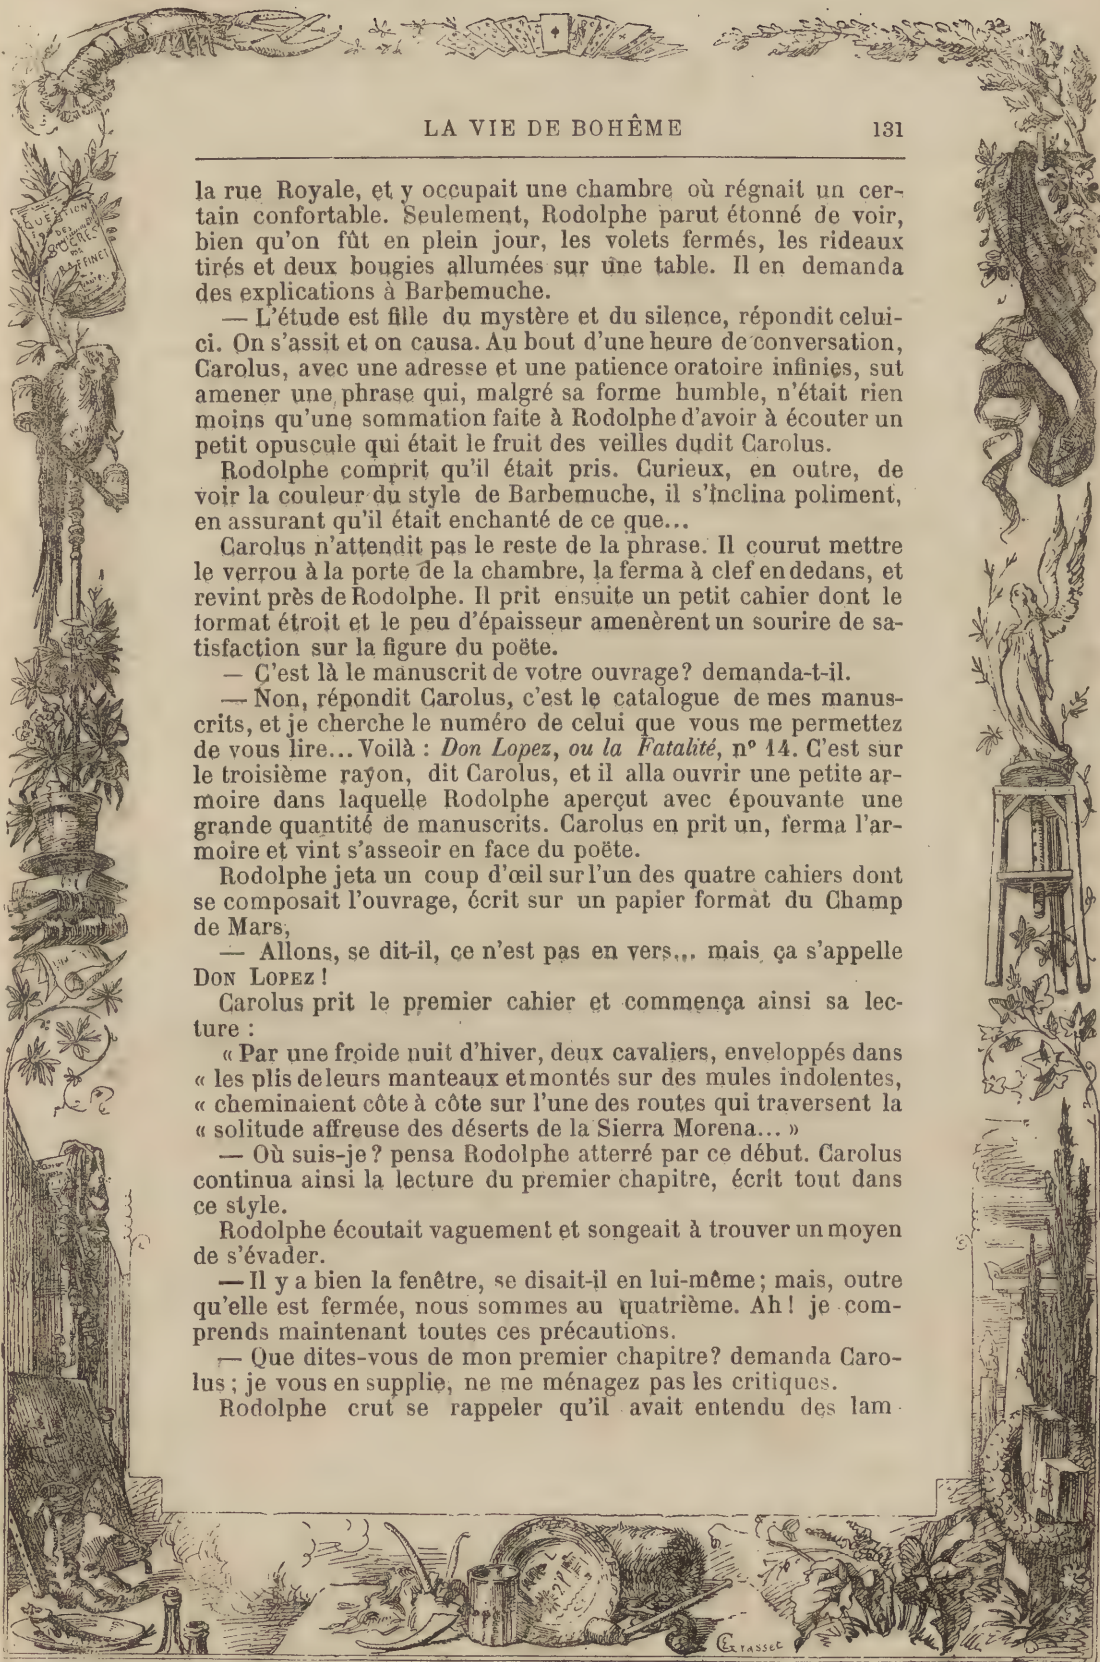 LA VIE DE BOHÊME 131
la rue Royale, et y occupait une chambre où régnait un cer-
tain confortable. Seulement, Rodolphe parut étonné de voir,
bien qu'on fût en plein jour, les volets fermés, les rideaux
tirés et deux bougies allumées sur une table. Il en demanda
des explications à Barbemuche.
— L'étude est fille du mystère et du silence, répondit celui-
ci. On s'assit et on causa. Au bout d'une heure de conversation,
Carolus, avec une adresse et une patience oratoire infinies, sut
amener une phrase qui, malgré sa forme humble, n'était rien
moins qu'une sommation faite à Rodolphe d'avoir à écouter un
petit opuscule qui était le fruit des veilles dudit Carolus.
Rodolphe comprit qu'il était pris. Curieux, en outre, de
voir la couleur du style de Barbemuche, il s'inclina poliment,
en assurant qu'il était enchanté de ce que...
Carolus n'attendit pas le reste de la phrase. Il courut mettre
le verrou à la porte de la chambre, la ferma à clef en dedans, et
revint près de Rodolphe. Il prit ensuite un petit cahier dont le
format étroit et le peu d'épaisseur amenèrent un sourire de sa-
tisfaction sur la figure du poëte.
— C'est là le manuscrit de votre ouvrage? demanda-t-il.
— Non, répondit Carolus, c'est le catalogue de mes manus-
crits, et je cherche le numéro de celui que vous me permettez
de vous lire... Voilà : Don Lopez, ou la Fatalité, nº 14. C'est sur
le troisième rayon, dit Carolus, et il alla ouvrir une petite ar-
moire dans laquelle Rodolphe aperçut avec épouvante une
grande quantité de manuscrits. Carolus en prit un, ferma l'ar-
moire et vint s'asseoir en face du poëte.
Rodolphe jeta un coup d'œil sur l'un des quatre cahiers dont
se composait l'ouvrage, écrit sur un papier format du Champ
de Mars,
— Allons, se dit-il, ce n'est pas en vers... mais ça s'appelle
DON LOPEZ !
Carolus prit le premier cahier et commença ainsi sa lec-
ture :
« Par une froide nuit d'hiver, deux cavaliers, enveloppés dans
« les plis de leurs manteaux et montés sur des mules indolentes,
« cheminaient côte à côte sur l'une des routes qui traversent la
« solitude affreuse des déserts de la Sierra Morena... »
— Où suis-je? pensa Rodolphe atterré par ce début. Carolus
continua ainsi la lecture du premier chapitre, écrit tout dans
ce style.
Rodolphe écoutait vaguement et songeait à trouver un moyen
de s'évader.
— Il y a bien la fenêtre, se disait-il en lui-même; mais, outre
qu'elle est fermée, nous sommes au quatrième. Ah! je com-
prends maintenant toutes ces précautions.
— Que dites-vous de mon premier chapitre? demanda Caro-
lus ; je vous en supplie, ne me ménagez pas les critiques.
Rodolphe crut se rappeler qu'il avait entendu des lam-
QUESTION
DES
SUCRES
Grasset